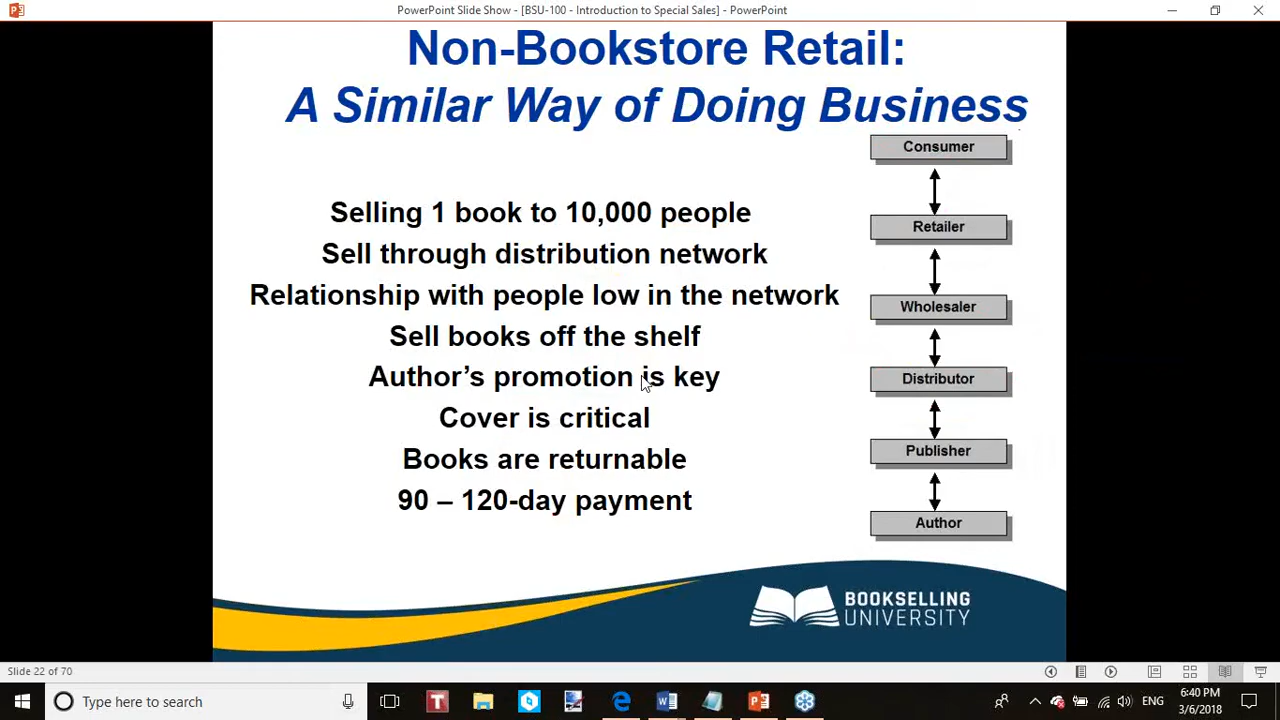 PowerPoint Slide Show - [BSU-100 - Introduction to Special Sales] - PowerPoint
Non-Bookstore Retail:
A Similar Way of Doing Business
Selling 1 book to 10,000 people
Sell through distribution network
Relationship with people low in the network
Sell books off the shelf
Author’s promotion is key
Cover is critical
Books are returnable
90 – 120-day payment
Consumer
Retailer
Wholesaler
Distributor
Publisher
Author
BOOKSELLING
UNIVERSITY
Slide 22 of 70
Type here to search
ENG
6:40 PM
3/6/2018